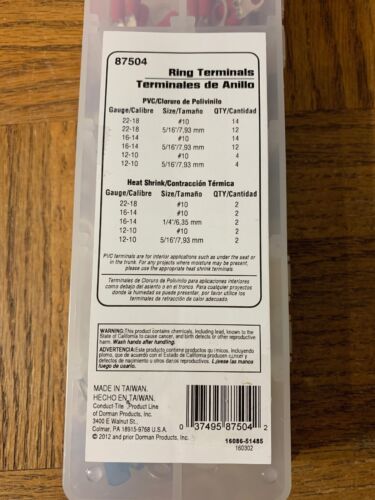 87504
Ring Terminals
Terminales de Anillo
PVC/Cloruro de Polivinilo
Gauge/Calibre Size/Tamaño QTY/Cantidad
22-18 #10 14
22-18 5/16"/7,93 mm 12
16-14 #10 14
16-14 5/16"/7,93 mm 12
12-10 #10 4
12-10 5/16"/7,93 mm 4
Heat Shrink/Contracción Térmica
Gauge/Calibre Size/Tamaño QTY/Cantidad
22-18 #10 2
16-14 #10 2
16-14 1/4"/6,35 mm 2
12-10 #10 2
12-10 5/16"/7,93 mm 2
PVC terminals are for interior applications such as under the seat or
in the trunk. For any projects where moisture may be present,
please use the appropriate heat shrink terminals.
Terminales de Cloruro de Polivinilo para aplicaciones interiores
como debajo del asiento o en el tronco. Para cualquier proyectos
donde la humedad se puede presentar, por favor utilice los
terminales de retracción de calor adecuado.
WARNING: This product contains chemicals, including lead, known to the
State of California to cause cancer, and birth defects or other reproductive
harm. Wash hands after handling.
ADVERTENCIA: Este producto contiene productos químicos, incluyendo
plomo, conocido de acuerdo con el Estado de California producen cáncer,
defectos de nacimiento u otros daños reproductivos. Lávese las manos
luego de usarlo.
MADE IN TAIWAN.
HECHO EN TAIWAN.
Conduct-Tite Product Line
of Dorman Products, Inc.
3400 E Walnut St.,
Colmar, PA 18915-9768 U.S.A.
© 2012 and prior Dorman Products, Inc.
0 37495 87504 2
16086-51485
160302